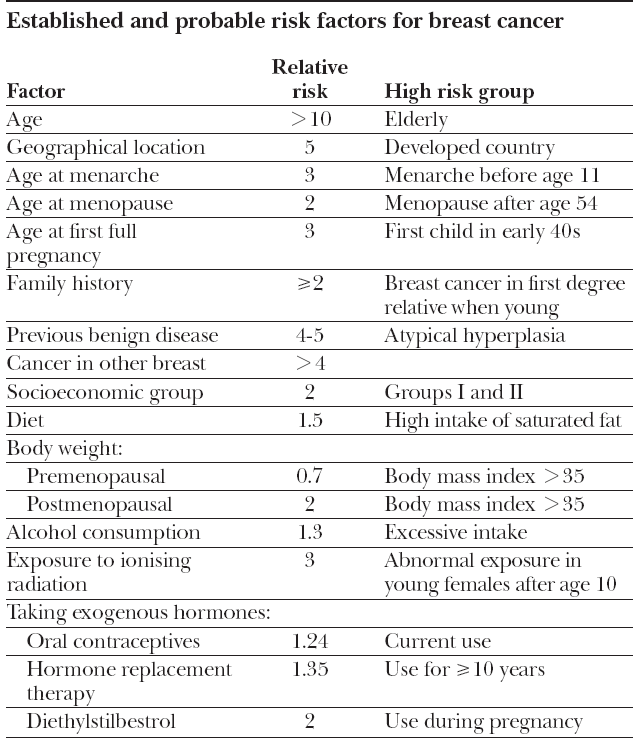 Established and probable risk factors for breast cancer
Relative
Factor risk High risk group
Age >10 Elderly
Geographical location 5 Developed country
Age at menarche 3 Menarche before age 11
Age at menopause 2 Menopause after age 54
Age at first full 3 First child in early 40s
pregnancy
Family history ⩾2 Breast cancer in first degree
relative when young
Previous benign disease 4-5 Atypical hyperplasia
Cancer in other breast >4
Socioeconomic group 2 Groups I and II
Diet 1.5 High intake of saturated fat
Body weight:
Premenopausal 0.7 Body mass index >35
Postmenopausal 2 Body mass index >35
Alcohol consumption 1.3 Excessive intake
Exposure to ionising 3 Abnormal exposure in
radiation young females after age 10
Taking exogenous hormones:
Oral contraceptives 1.24 Current use
Hormone replacement 1.35 Use for ⩾10 years
therapy
Diethylstilbestrol 2 Use during pregnancy